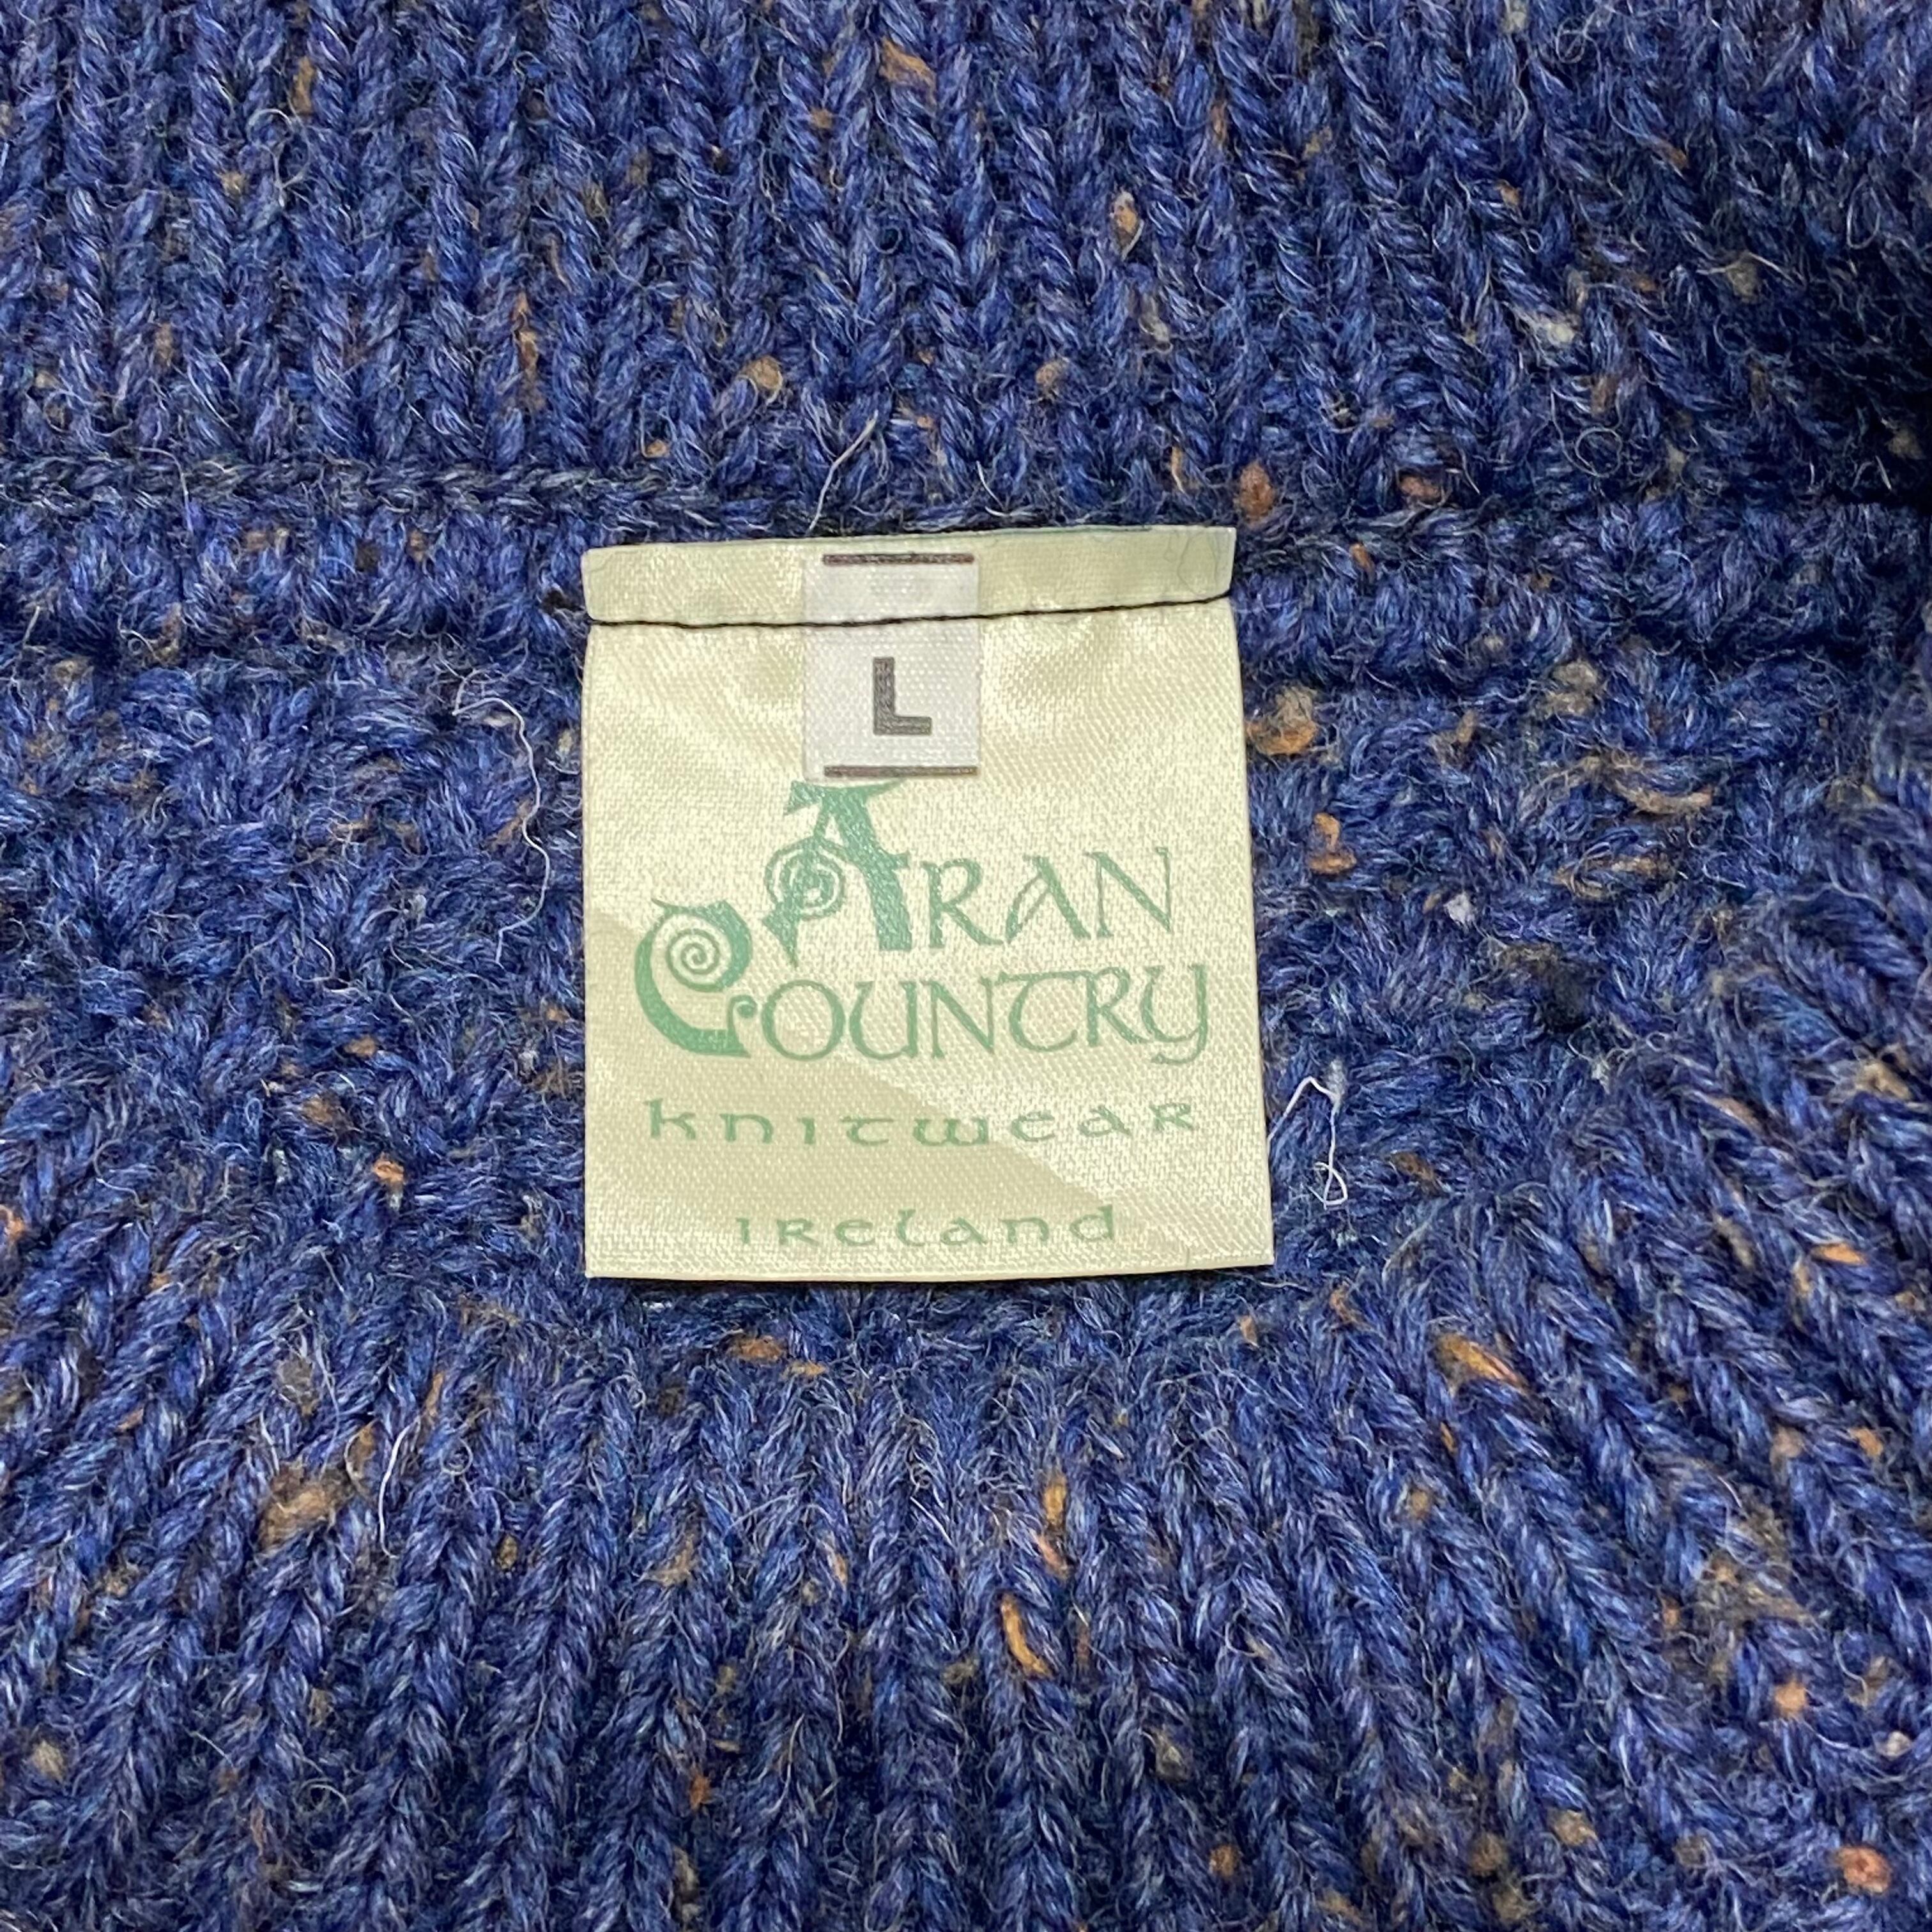 L
ARAN
COUNTRY
knitwear
Ireland